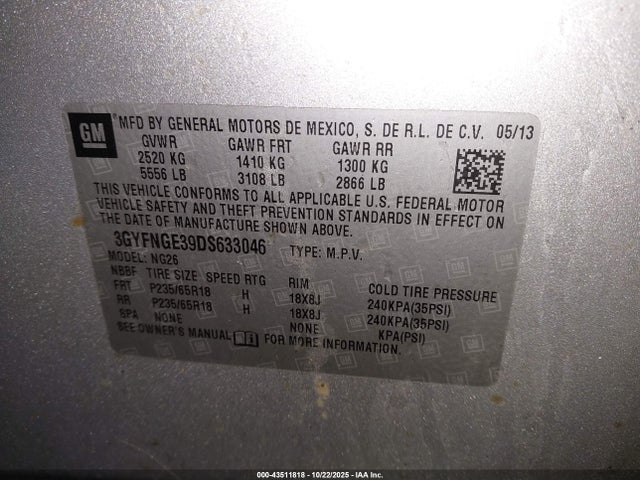 GM
MFD BY GENERAL MOTORS DE MEXICO, S. DE R.L. DE C.V. 05/13
GVWR GAWR FRT GAWR RR
2520 KG 1410 KG 1300 KG
5556 LB 3108 LB 2866 LB
THIS VEHICLE CONFORMS TO ALL APPLICABLE U.S. FEDERAL MOTOR
VEHICLE SAFETY AND THEFT PREVENTION STANDARDS IN EFFECT ON
THE DATE OF MANUFACTURE SHOWN ABOVE.
3GYFNGE39DS633046 TYPE: M.P.V.
MODEL: NG26
NBBF TIRE SIZE SPEED RTG RIM COLD TIRE PRESSURE
FRT P235/65R18 H 18X8J 240KPA(35PSI)
RR P235/65R18 H 18X8J 240KPA(35PSI)
SPA NONE NONE KPA(PSI)
SEE OWNER'S MANUAL FOR MORE INFORMATION.
000-43511818 - 10/22/2025 - IAA Inc.